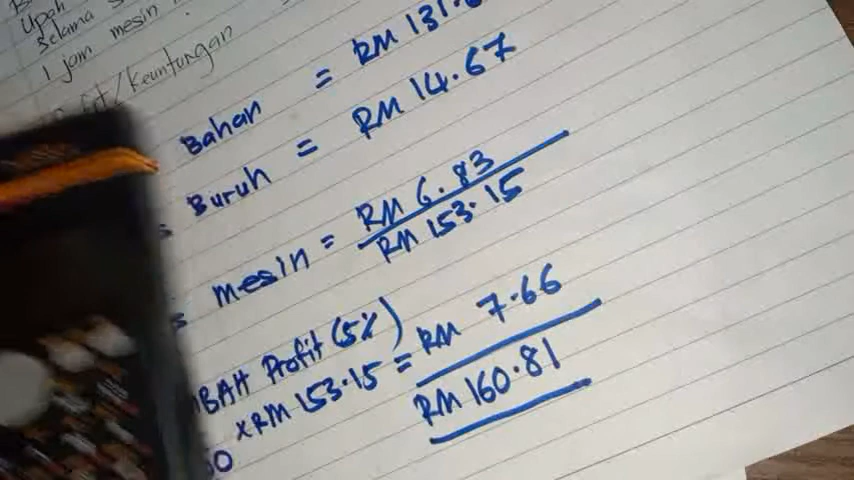 Upah
Selama
1 jam mesin
/Keuntungan
Bahan = RM 131.
Buruh = RM 14.67
mesin = RM 6.83
RM 153.15
BAH Profit (5%)
× RM 153.15 = RM 7.66
RM 160.81